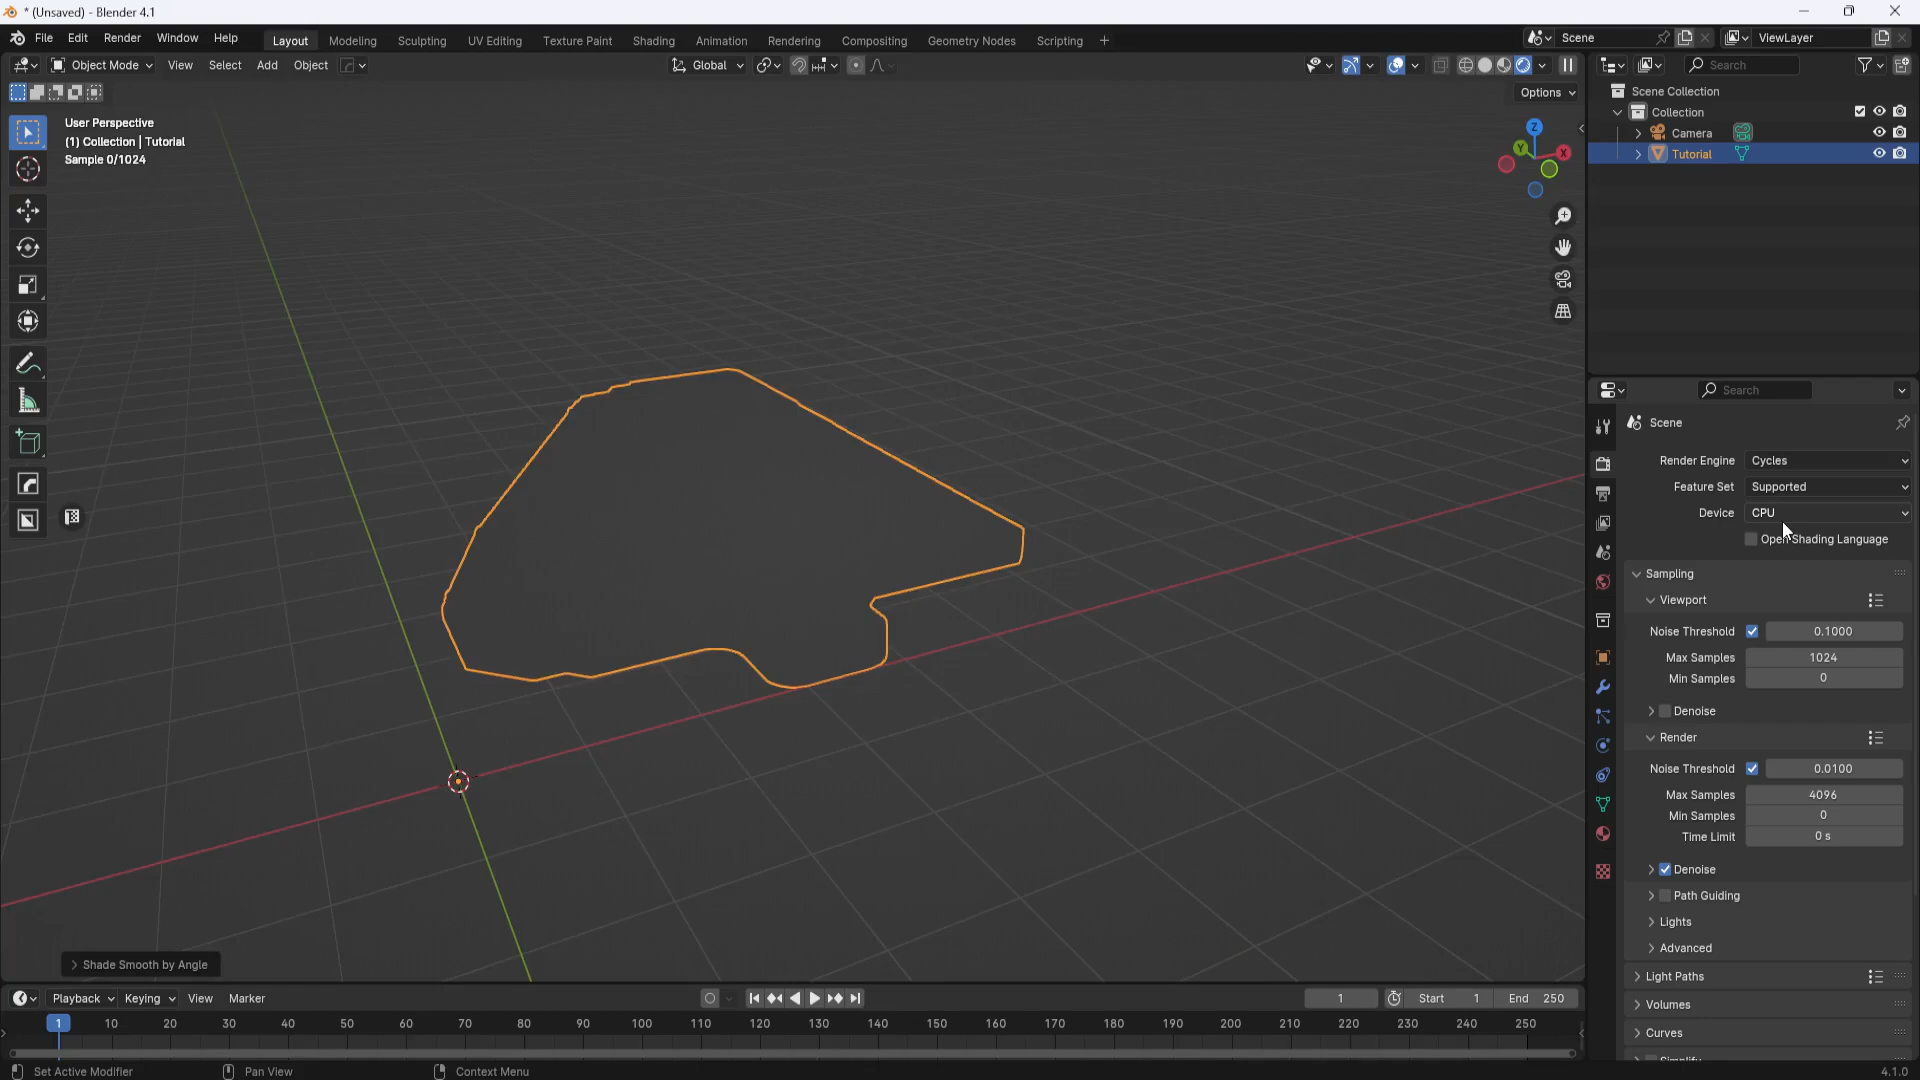 * (Unsaved) - Blender 4.1
File Edit Render Window Help Layout Modeling Sculpting UV Editing Texture Paint Shading Animation Rendering Compositing Geometry Nodes Scripting + Scene ViewLayer
Object Mode View Select Add Object Global Search
Options
User Perspective
(1) Collection | Tutorial
Sample 0/1024
Z
Y
X
Scene Collection
Collection
Camera
Tutorial
Search
Scene
Render Engine Cycles
Feature Set Supported
Device CPU
Open Shading Language
Sampling
Viewport
Noise Threshold 0.1000
Max Samples 1024
Min Samples 0
Denoise
Render
Noise Threshold 0.0100
Max Samples 4096
Min Samples 0
Time Limit 0 s
Denoise
Path Guiding
Lights
Advanced
Light Paths
Volumes
Curves
Shade Smooth by Angle
Playback Keying View Marker 1 Start 1 End 250
1 10 20 30 40 50 60 70 80 90 100 110 120 130 140 150 160 170 180 190 200 210 220 230 240 250
Set Active Modifier Pan View Context Menu 4.1.0